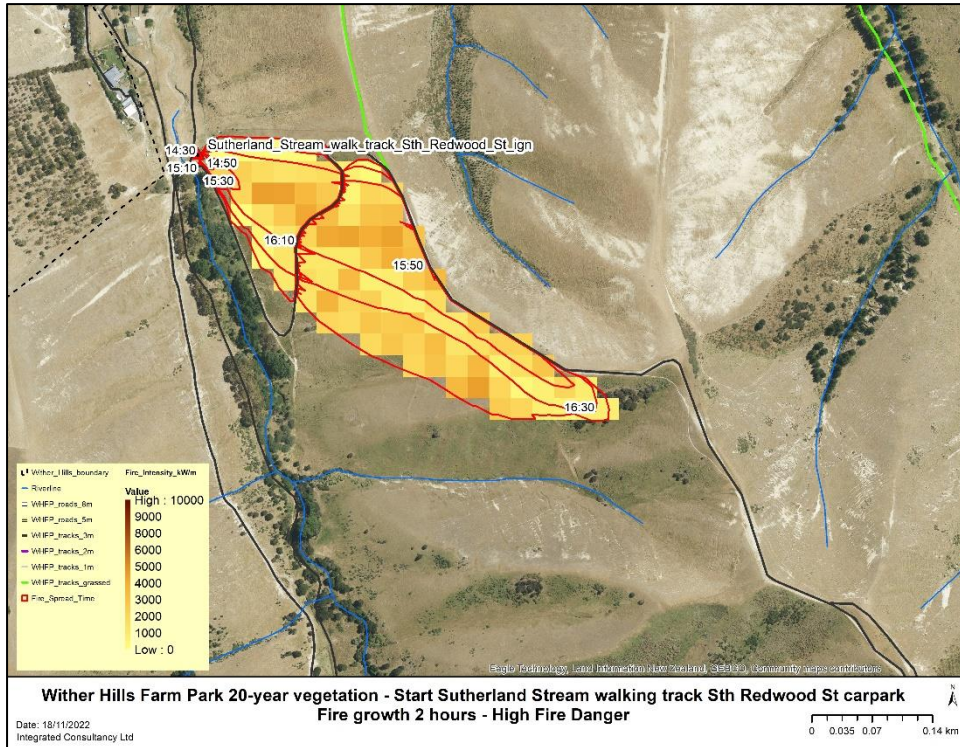 Sutherland_Stream_walk_track_Sth_Redwood_St_ign
14:30
14:50
15:10
15:30
16:10
15:50
16:30
Wither_Hills_boundary
Riverline
WHFP_roads_6m
WHFP_roads_5m
WHFP_tracks_3m
WHFP_tracks_2m
WHFP_tracks_1m
WHFP_tracks_grassed
Fire_Spread_Time
Fire_Intensity_kW/m
Value
High : 10000
9000
8000
7000
6000
5000
4000
3000
2000
1000
Low : 0
Eagle Technology, Land Information New Zealand, GEBCO, Community maps contributors
Wither Hills Farm Park 20-year vegetation - Start Sutherland Stream walking track Sth Redwood St carpark
Fire growth 2 hours - High Fire Danger
Date: 18/11/2022
Integrated Consultancy Ltd
N
0 0.035 0.07 0.14 km